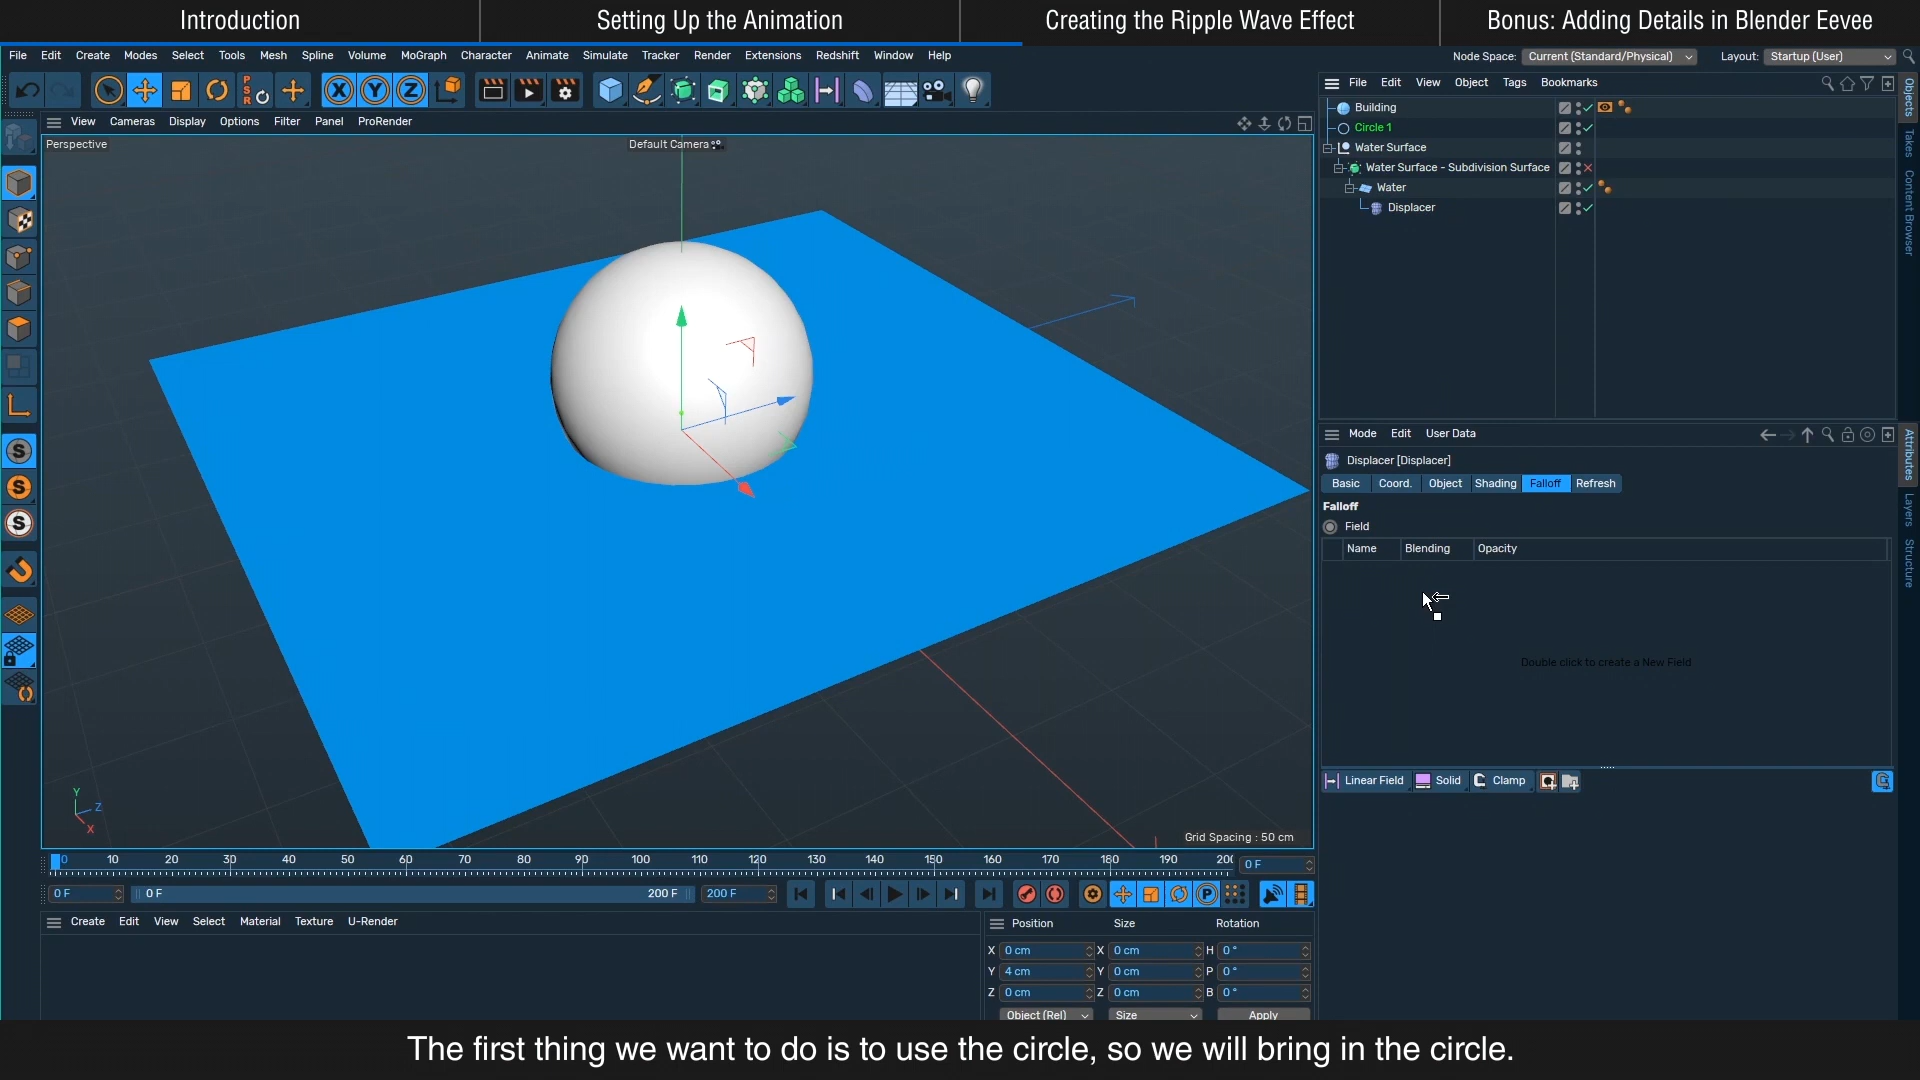 Introduction
Setting Up the Animation
Creating the Ripple Wave Effect
Bonus: Adding Details in Blender Eevee
File Edit Create Modes Select Tools Mesh Spline Volume MoGraph Character Animate Simulate Tracker Render Extensions Redshift Window Help
Node Space: Current (Standard/Physical) Layout: Startup (User)
P S R X Y Z
File Edit View Object Tags Bookmarks
View Cameras Display Options Filter Panel ProRender
Perspective
Default Camera
Building
Circle 1
Water Surface
Water Surface - Subdivision Surface
Water
Displacer
Objects
Takes
Content Browser
Mode Edit User Data
Displacer [Displacer]
Basic Coord. Object Shading Falloff Refresh
Falloff
Field
Name Blending Opacity
Double click to create a New Field
Linear Field Solid Clamp
Attributes
Layers
Structure
S
S
S
Y
Z
X
Grid Spacing : 50 cm
0 10 20 30 40 50 60 70 80 90 100 110 120 130 140 150 160 170 180 190 200 0 F
0 F 0 F 200 F 200 F P
Create Edit View Select Material Texture U-Render
Position Size Rotation
X 0 cm X 0 cm H 0 °
Y 4 cm Y 0 cm P 0 °
Z 0 cm Z 0 cm B 0 °
Object (Rel) Size Apply
The first thing we want to do is to use the circle, so we will bring in the circle.